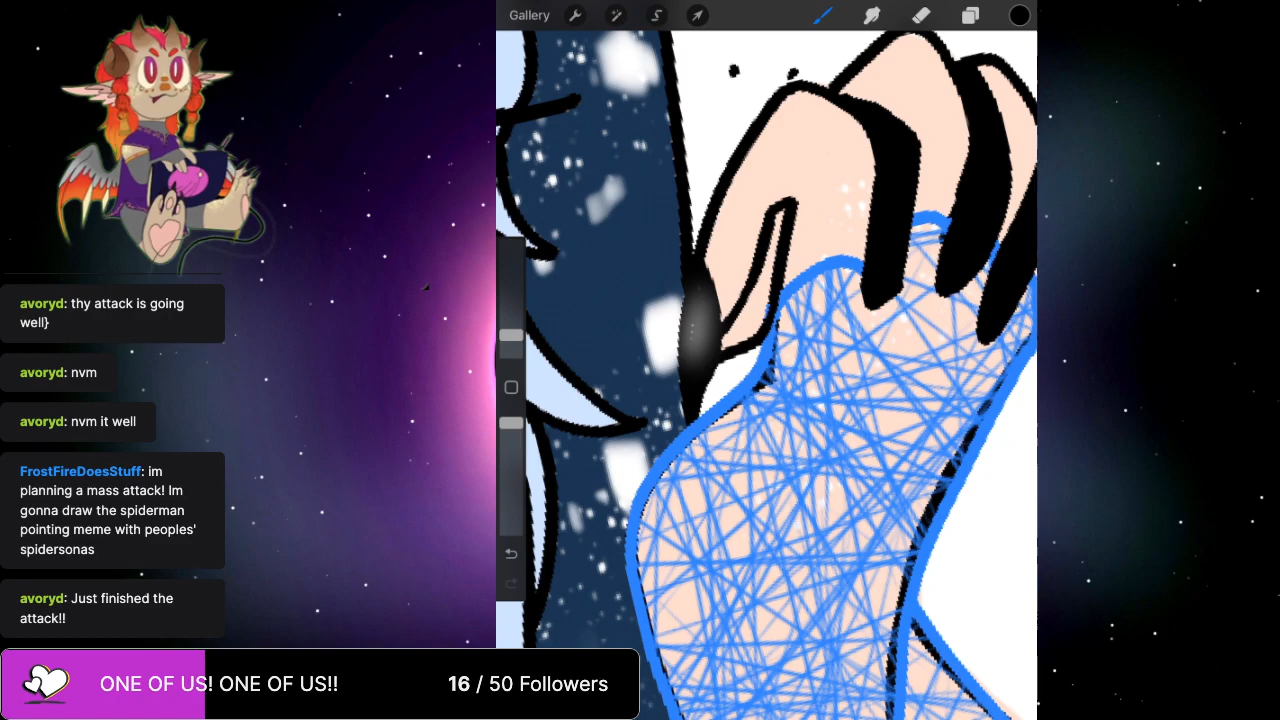 Gallery
avoryd: thy attack is going
well}
avoryd: nvm
avoryd: nvm it well
FrostFireDoesStuff: im
planning a mass attack! Im
gonna draw the spiderman
pointing meme with peoples'
spidersonas
avoryd: Just finished the
attack!!
ONE OF US! ONE OF US!! 16 / 50 Followers